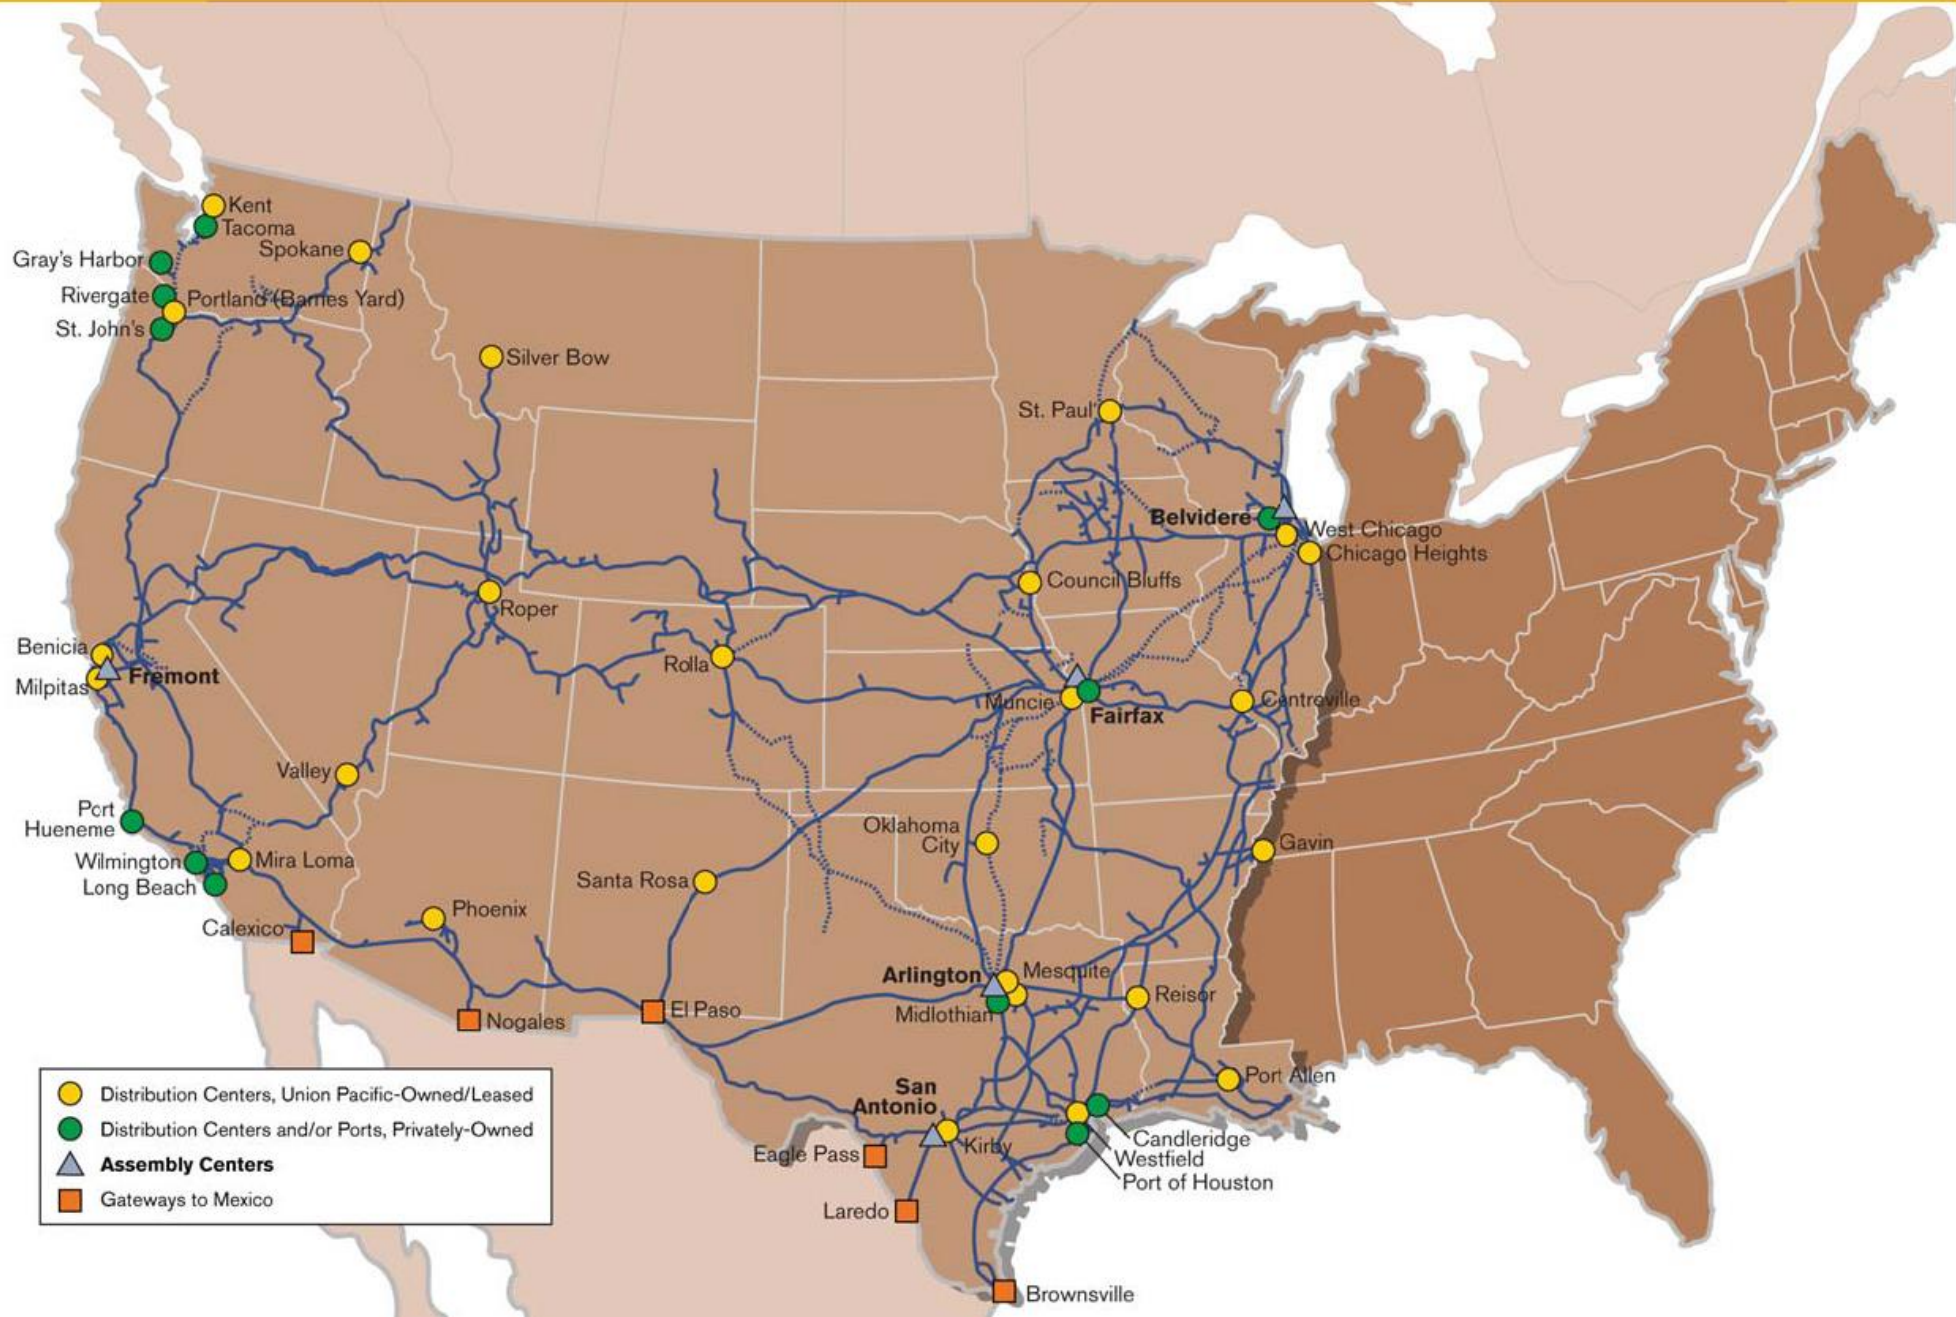 Kent
Tacoma
Spokane
Gray's Harbor
Rivergate
Portland (Barnes Yard)
St. John's
Silver Bow
St. Paul
Belvidere
West Chicago
Chicago Heights
Council Bluffs
Roper
Benicia
Fremont
Milpitas
Rolla
Muncie
Fairfax
Centreville
Valley
Port
Hueneme
Oklahoma
City
Gavin
Wilmington
Mira Loma
Long Beach
Santa Rosa
Phoenix
Calexico
Arlington
Mesquite
Midlothian
Reisor
Nogales
El Paso
San
Antonio
Port Allen
Kirby
Candleridge
Westfield
Port of Houston
Eagle Pass
Laredo
Brownsville
Distribution Centers, Union Pacific-Owned/Leased
Distribution Centers and/or Ports, Privately-Owned
Assembly Centers
Gateways to Mexico